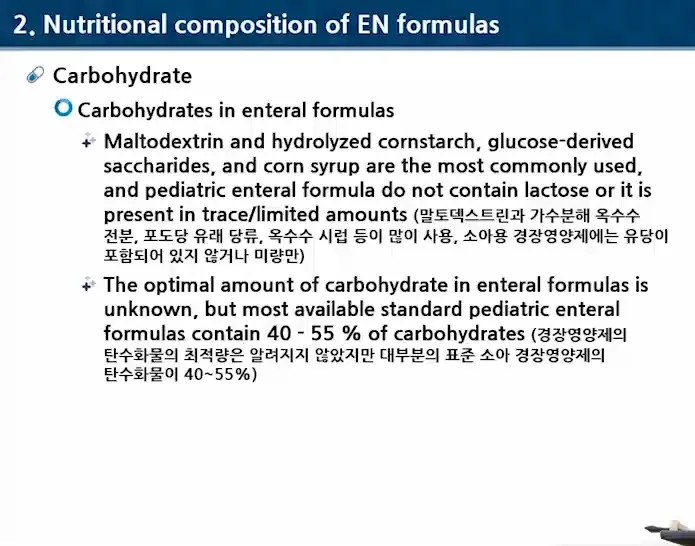 2. Nutritional composition of EN formulas
Carbohydrate
Carbohydrates in enteral formulas
Maltodextrin and hydrolyzed cornstarch, glucose-derived
saccharides, and corn syrup are the most commonly used,
and pediatric enteral formula do not contain lactose or it is
present in trace/limited amounts (말토덱스트린과 가수분해 옥수수
전분, 포도당 유래 당류, 옥수수 시럽 등이 많이 사용, 소아용 경장영양제에는 유당이
포함되어 있지 않거나 미량만)
The optimal amount of carbohydrate in enteral formulas is
unknown, but most available standard pediatric enteral
formulas contain 40 - 55 % of carbohydrates (경장영양제의
탄수화물의 최적량은 알려지지 않았지만 대부분의 표준 소아 경장영양제의
탄수화물이 40~55%)